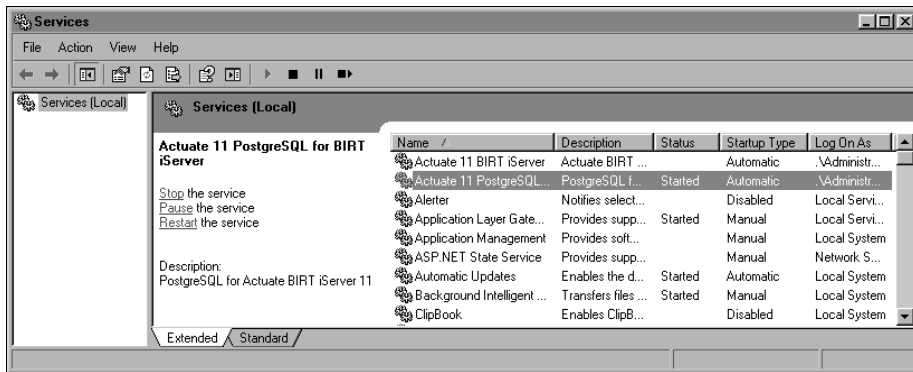 Services
File Action View Help
Services (Local)
Services (Local)
Actuate 11 PostgreSQL for BIRT
iServer
Stop the service
Pause the service
Restart the service
Description:
PostgreSQL for Actuate BIRT iServer 11
Name Description Status Startup Type Log On As
Actuate 11 BIRT iServer Actuate BIRT ... Automatic .\Administr...
Actuate 11 PostgreSQL... PostgreSQL f... Started Automatic .\Administr...
Alerter Notifies select... Disabled Local Servi...
Application Layer Gate... Provides supp... Started Manual Local Servi...
Application Management Provides soft... Manual Local System
ASP.NET State Service Provides supp... Manual Network S...
Automatic Updates Enables the d... Started Automatic Local System
Background Intelligent ... Transfers files ... Started Manual Local System
ClipBook Enables ClipB... Disabled Local System
Extended Standard